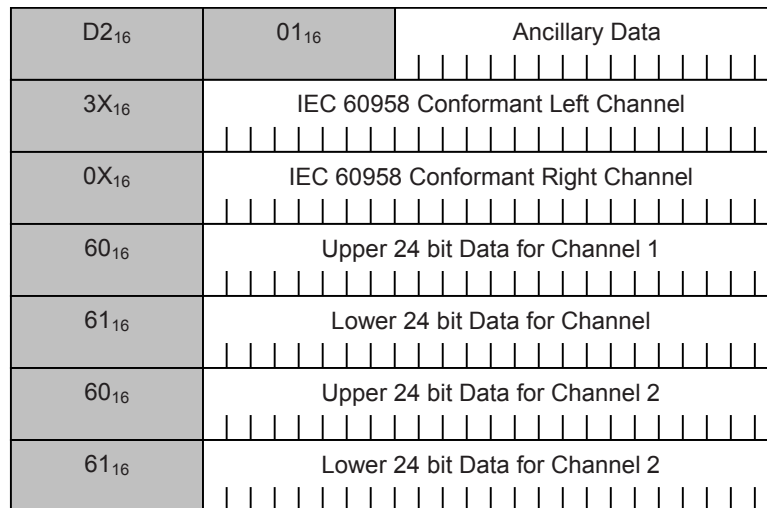 D2₁₆ 01₁₆ Ancillary Data
3X₁₆ IEC 60958 Conformant Left Channel
0X₁₆ IEC 60958 Conformant Right Channel
60₁₆ Upper 24 bit Data for Channel 1
61₁₆ Lower 24 bit Data for Channel
60₁₆ Upper 24 bit Data for Channel 2
61₁₆ Lower 24 bit Data for Channel 2